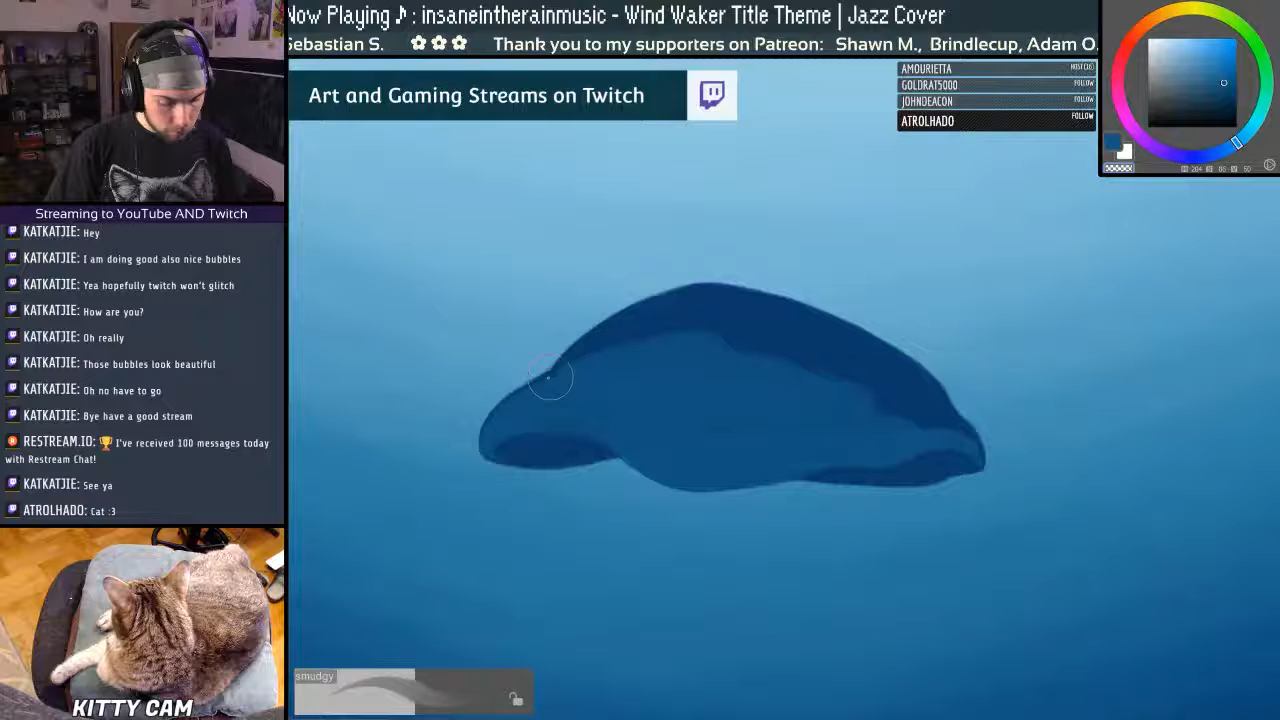 Now Playing ♪ : insaneintherainmusic - Wind Waker Title Theme | Jazz Cover
Sebastian S. ✿ ✿ ✿ Thank you to my supporters on Patreon: Shawn M., Brindlecup, Adam O.
Art and Gaming Streams on Twitch
AMOURIETTA HOST(16)
GOLDRAT5000 FOLLOW
JOHNDEACON FOLLOW
ATROLHADO FOLLOW
Streaming to YouTube AND Twitch
KATKATJIE: Hey
KATKATJIE: I am doing good also nice bubbles
KATKATJIE: Yea hopefully twitch won't glitch
KATKATJIE: How are you?
KATKATJIE: Oh really
KATKATJIE: Those bubbles look beautiful
KATKATJIE: Oh no have to go
KATKATJIE: Bye have a good stream
RESTREAM.IO: 🏆 I've received 100 messages today
with Restream Chat!
KATKATJIE: See ya
ATROLHADO: Cat :3
KITTY CAM
smudgy